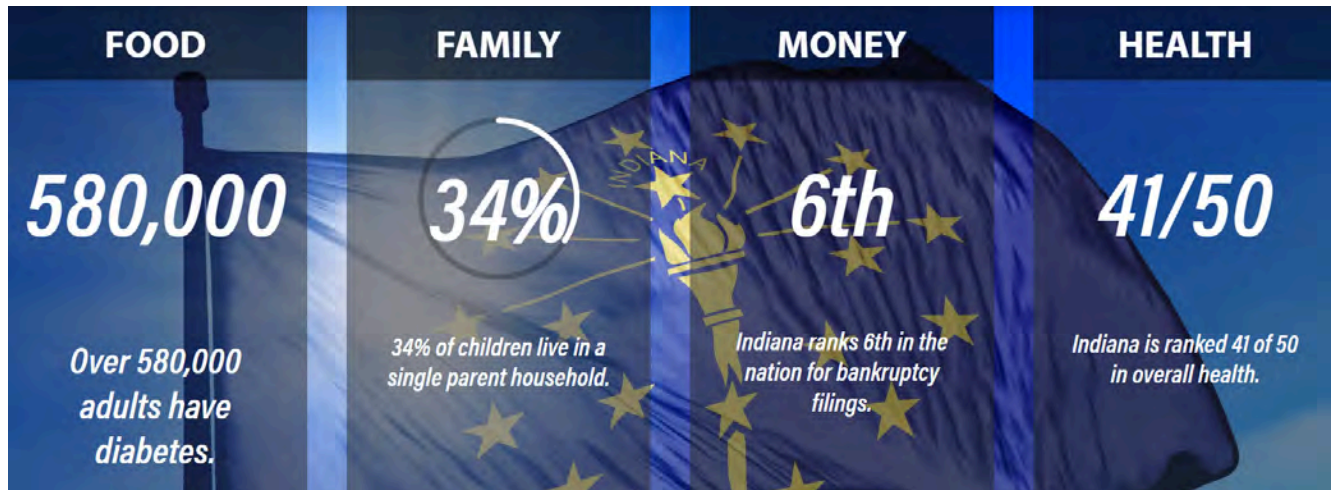 FOOD
580,000
Over 580,000
adults have
diabetes.
FAMILY
34%
34% of children live in a
single parent household.
MONEY
INDIANA
6th
Indiana ranks 6th in the
nation for bankruptcy
filings.
HEALTH
41/50
Indiana is ranked 41 of 50
in overall health.